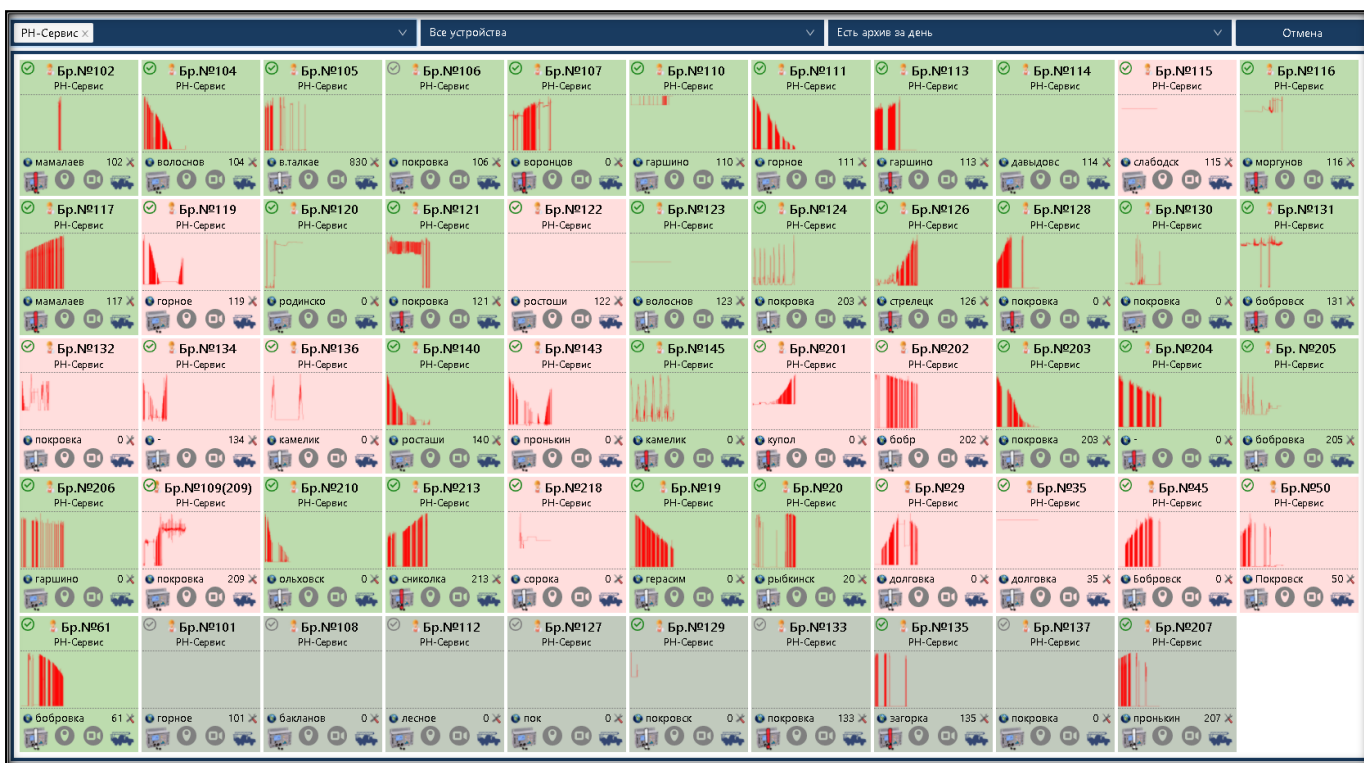 РН-Сервис × Все устройства Есть архив за день Отмена
Бр.№102 Бр.№104 Бр.№105 Бр.№106 Бр.№107 Бр.№110 Бр.№111 Бр.№113 Бр.№114 Бр.№115 Бр.№116
РН-Сервис РН-Сервис РН-Сервис РН-Сервис РН-Сервис РН-Сервис РН-Сервис РН-Сервис РН-Сервис РН-Сервис РН-Сервис
мамалаев 102 волоснов 104 в.талкае 830 покровка 106 воронцов 0 гаршино 110 горное 111 гаршино 113 давыдовс 114 слабодск 115 моргунов 116
Бр.№117 Бр.№119 Бр.№120 Бр.№121 Бр.№122 Бр.№123 Бр.№124 Бр.№126 Бр.№128 Бр.№130 Бр.№131
РН-Сервис РН-Сервис РН-Сервис РН-Сервис РН-Сервис РН-Сервис РН-Сервис РН-Сервис РН-Сервис РН-Сервис РН-Сервис
мамалаев 117 горное 119 родинско 0 покровка 121 ростоши 122 волоснов 123 покровка 203 стрелецк 126 покровка 0 покровка 0 бобровск 131
Бр.№132 Бр.№134 Бр.№136 Бр.№140 Бр.№143 Бр.№145 Бр.№201 Бр.№202 Бр.№203 Бр.№204 Бр. №205
РН-Сервис РН-Сервис РН-Сервис РН-Сервис РН-Сервис РН-Сервис РН-Сервис РН-Сервис РН-Сервис РН-Сервис РН-Сервис
покровка 0 - 134 камелик 0 росташи 140 пронькин 0 камелик 0 купол 0 бобр 202 покровка 203 - 0 бобровка 205
Бр.№206 Бр.№109(209) Бр.№210 Бр.№213 Бр.№218 Бр.№19 Бр.№20 Бр.№29 Бр.№35 Бр.№45 Бр.№50
РН-Сервис РН-Сервис РН-Сервис РН-Сервис РН-Сервис РН-Сервис РН-Сервис РН-Сервис РН-Сервис РН-Сервис РН-Сервис
гаршино 0 покровка 209 ольховск 0 сниколка 213 сорока 0 герасим 0 рыбкинск 20 долговка 0 долговка 35 Бобровск 0 Покровск 50
Бр.№61 Бр.№101 Бр.№108 Бр.№112 Бр.№127 Бр.№129 Бр.№133 Бр.№135 Бр.№137 Бр.№207
РН-Сервис РН-Сервис РН-Сервис РН-Сервис РН-Сервис РН-Сервис РН-Сервис РН-Сервис РН-Сервис РН-Сервис
бобровка 61 горное 101 бакланов 0 лесное 0 пок 0 покровск 0 покровка 133 загорка 135 покровка 0 пронькин 207